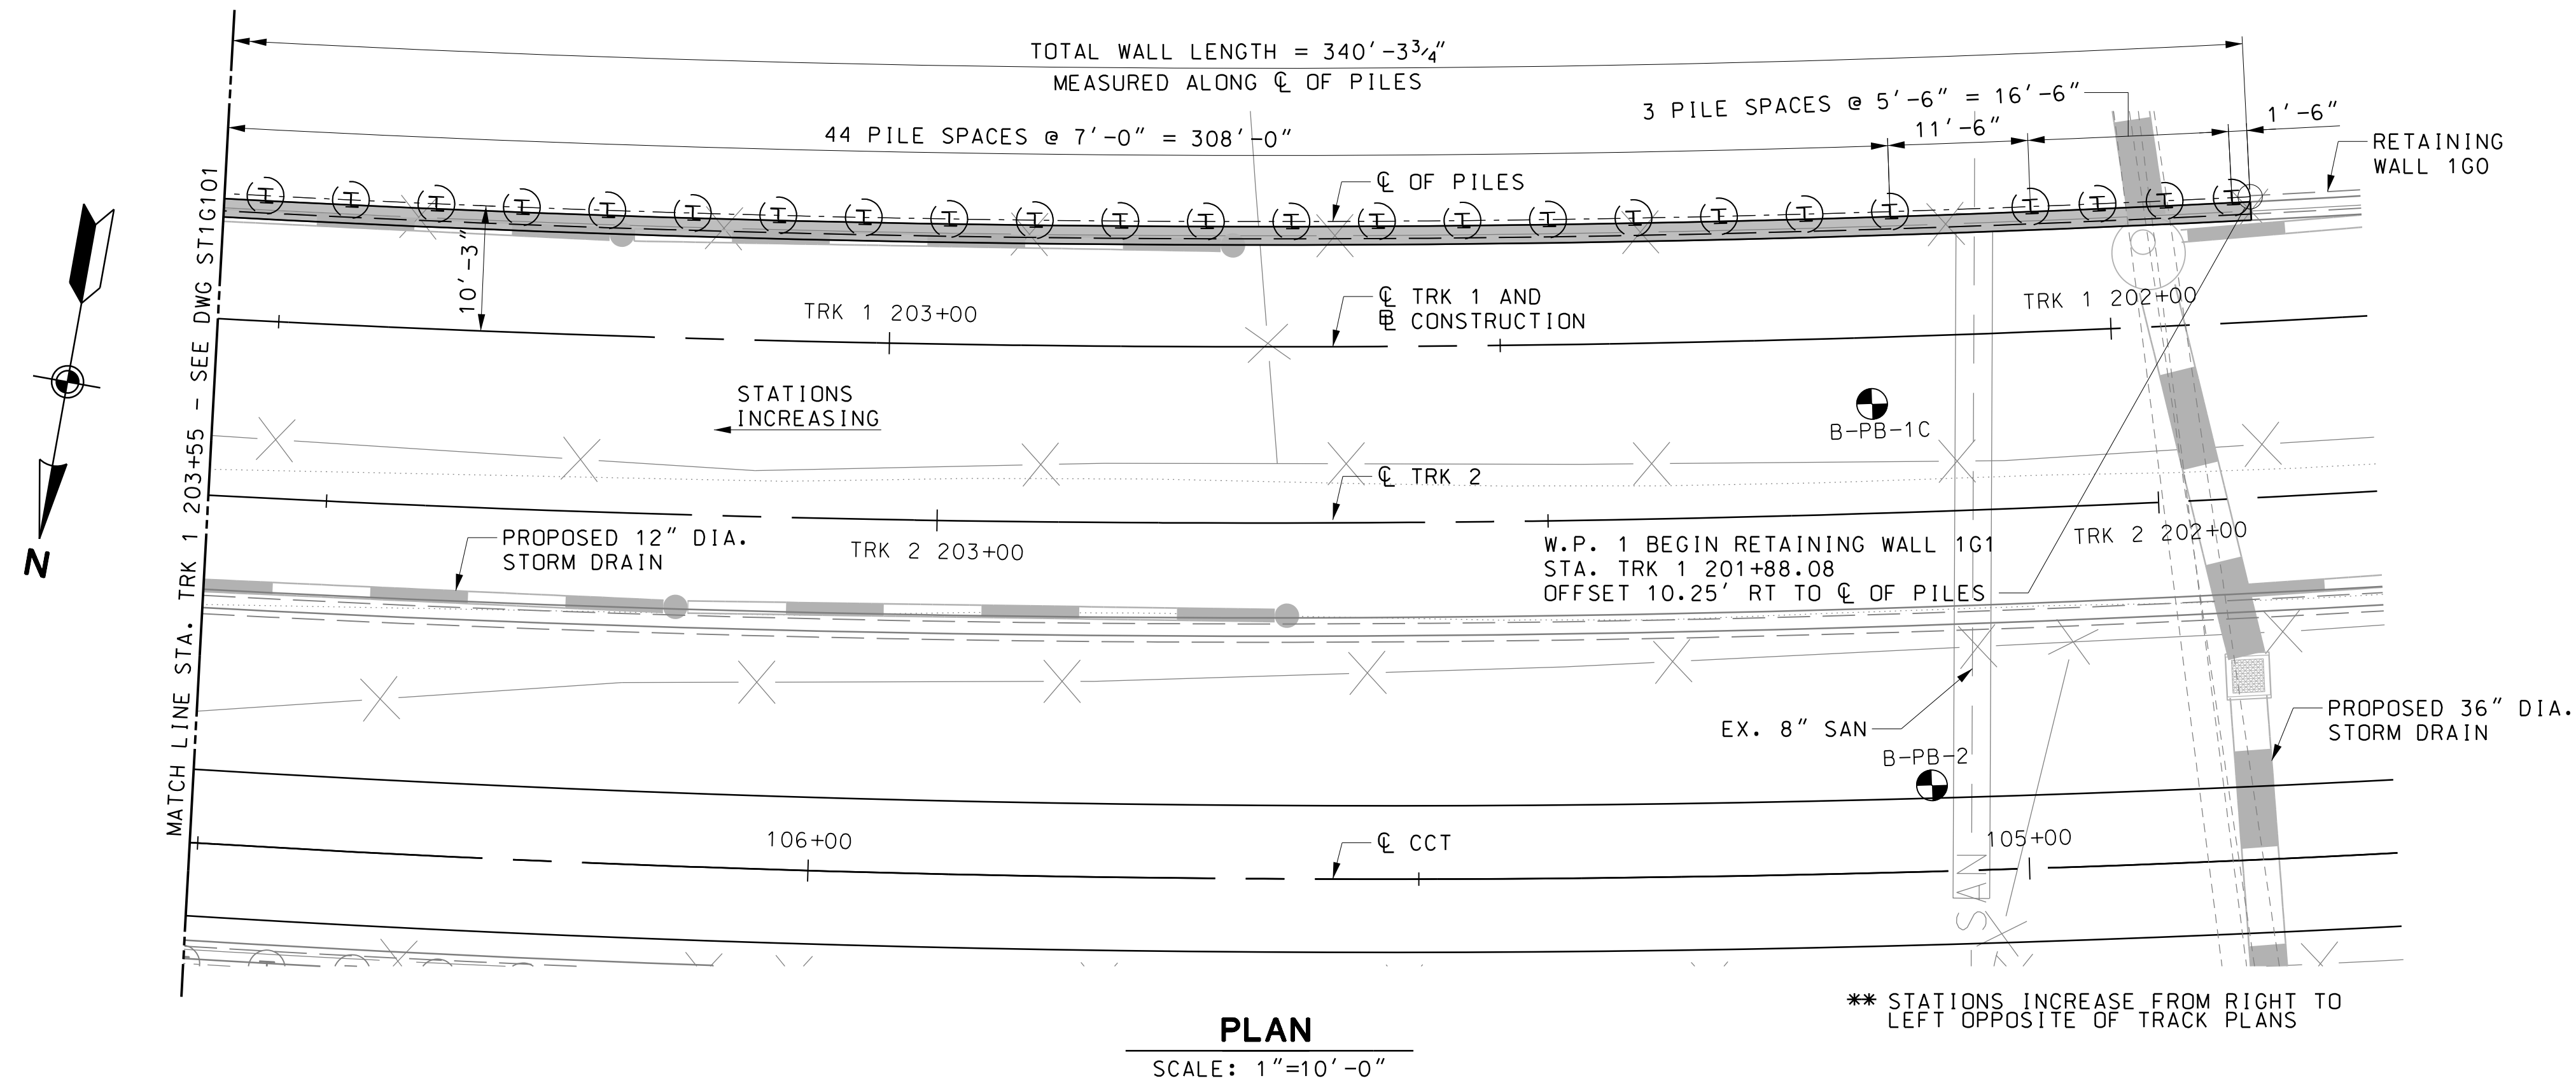 TOTAL WALL LENGTH = 340'-3 3/4"
MEASURED ALONG ℄ OF PILES
3 PILE SPACES @ 5'-6" = 16'-6"
44 PILE SPACES @ 7'-0" = 308'-0"
11'-6"
1'-6"
RETAINING
WALL 1G0
℄ OF PILES
10'-3"
TRK 1 203+00
℄ TRK 1 AND
CONSTRUCTION
TRK 1 202+00
STATIONS
INCREASING
B-PB-1C
℄ TRK 2
MATCH LINE STA. TRK 1 203+55 - SEE DWG ST1G101
N
PROPOSED 12" DIA.
STORM DRAIN
TRK 2 203+00
W.P. 1 BEGIN RETAINING WALL 1G1
STA. TRK 1 201+88.08
OFFSET 10.25' RT TO ℄ OF PILES
TRK 2 202+00
EX. 8" SAN
B-PB-2
PROPOSED 36" DIA.
STORM DRAIN
106+00
℄ CCT
105+00
SAN
** STATIONS INCREASE FROM RIGHT TO
LEFT OPPOSITE OF TRACK PLANS
PLAN
SCALE: 1"=10'-0"